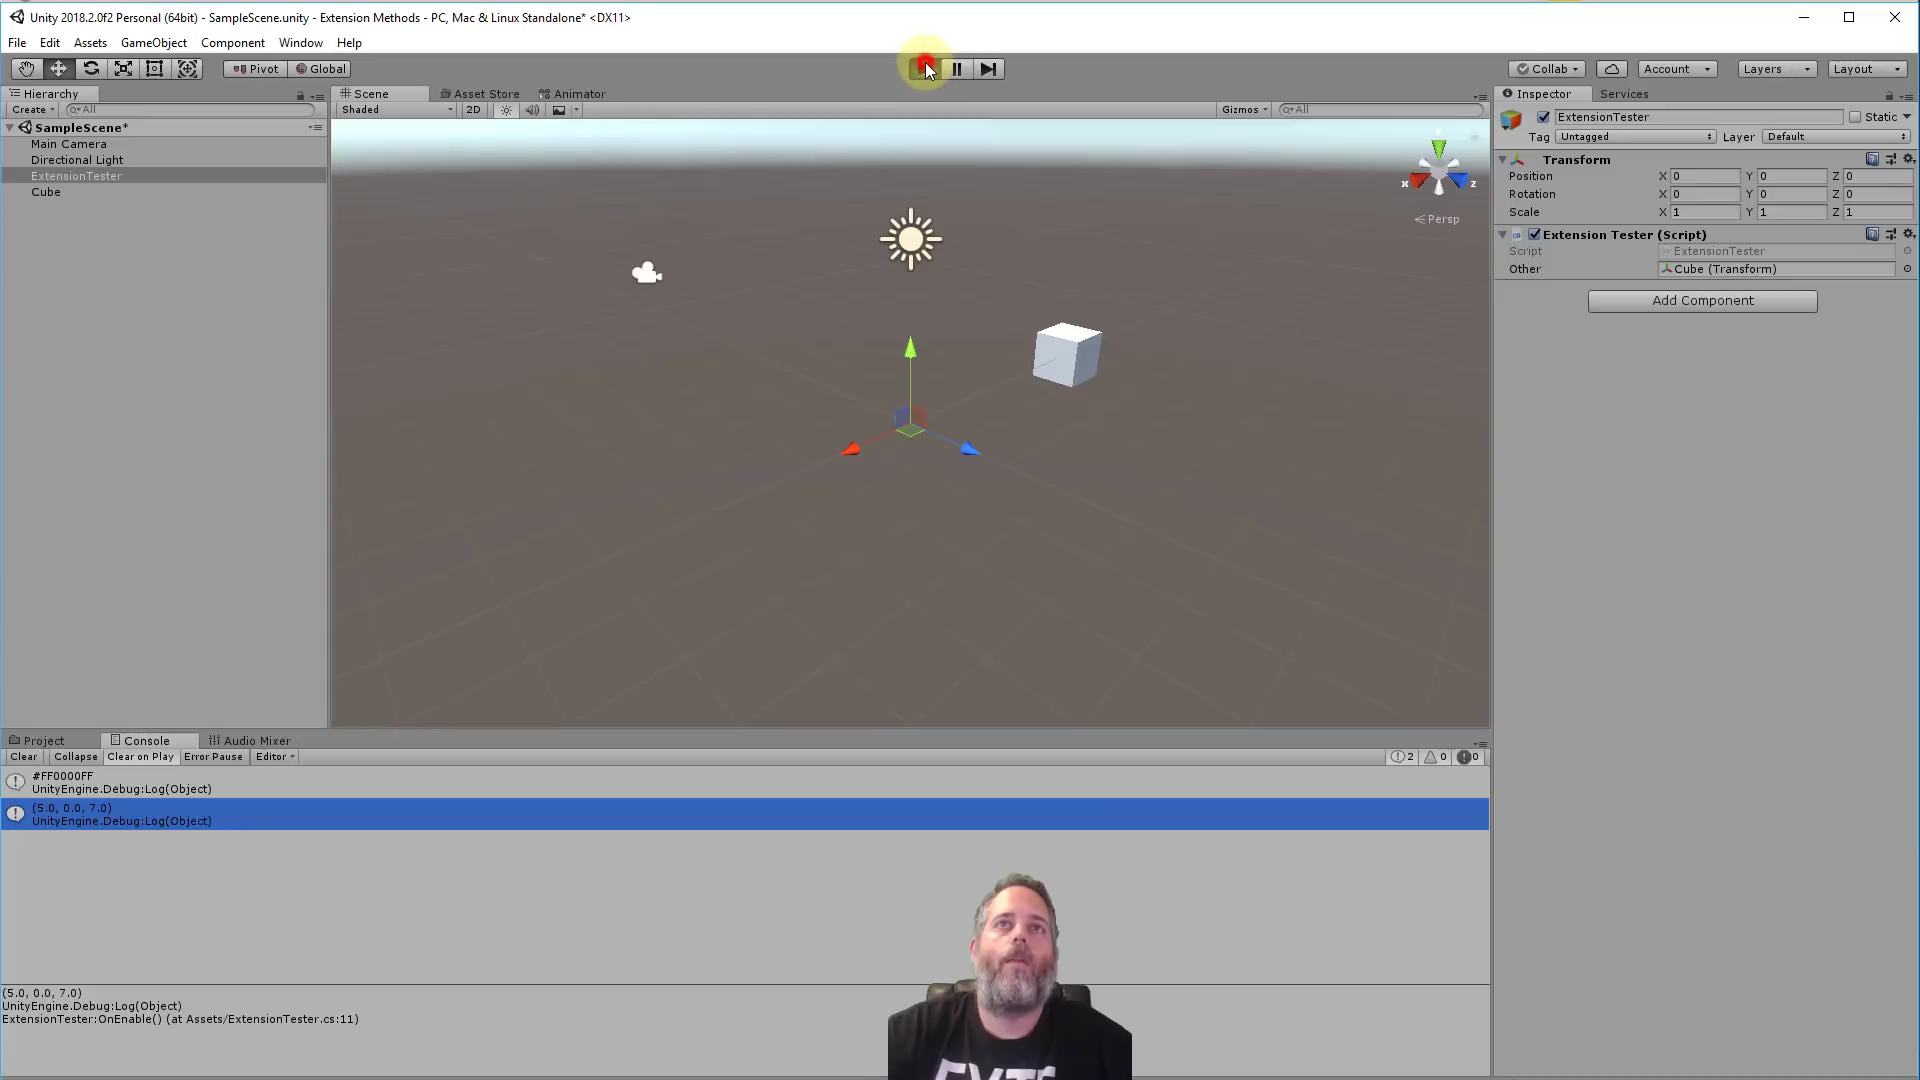 Unity 2018.2.0f2 Personal (64bit) - SampleScene.unity - Extension Methods - PC, Mac & Linux Standalone* <DX11>
File Edit Assets GameObject Component Window Help
Pivot Global Collab Account Layers Layout
Hierarchy Scene Asset Store Animator Inspector Services
Create All Shaded 2D Gizmos All
ExtensionTester Static
SampleScene*
Tag Untagged Layer Default
Main Camera
Directional Light
Transform
ExtensionTester
Position X 0 Y 0 Z 0
Cube
Rotation X 0 Y 0 Z 0
Scale X 1 Y 1 Z 1
x z
Persp
Extension Tester (Script)
Script ExtensionTester
Other Cube (Transform)
Add Component
Project Console Audio Mixer
Clear Collapse Clear on Play Error Pause Editor 2 0 0
#FF0000FF
UnityEngine.Debug:Log(Object)
(5.0, 0.0, 7.0)
UnityEngine.Debug:Log(Object)
(5.0, 0.0, 7.0)
UnityEngine.Debug:Log(Object)
ExtensionTester:OnEnable() (at Assets/ExtensionTester.cs:11)